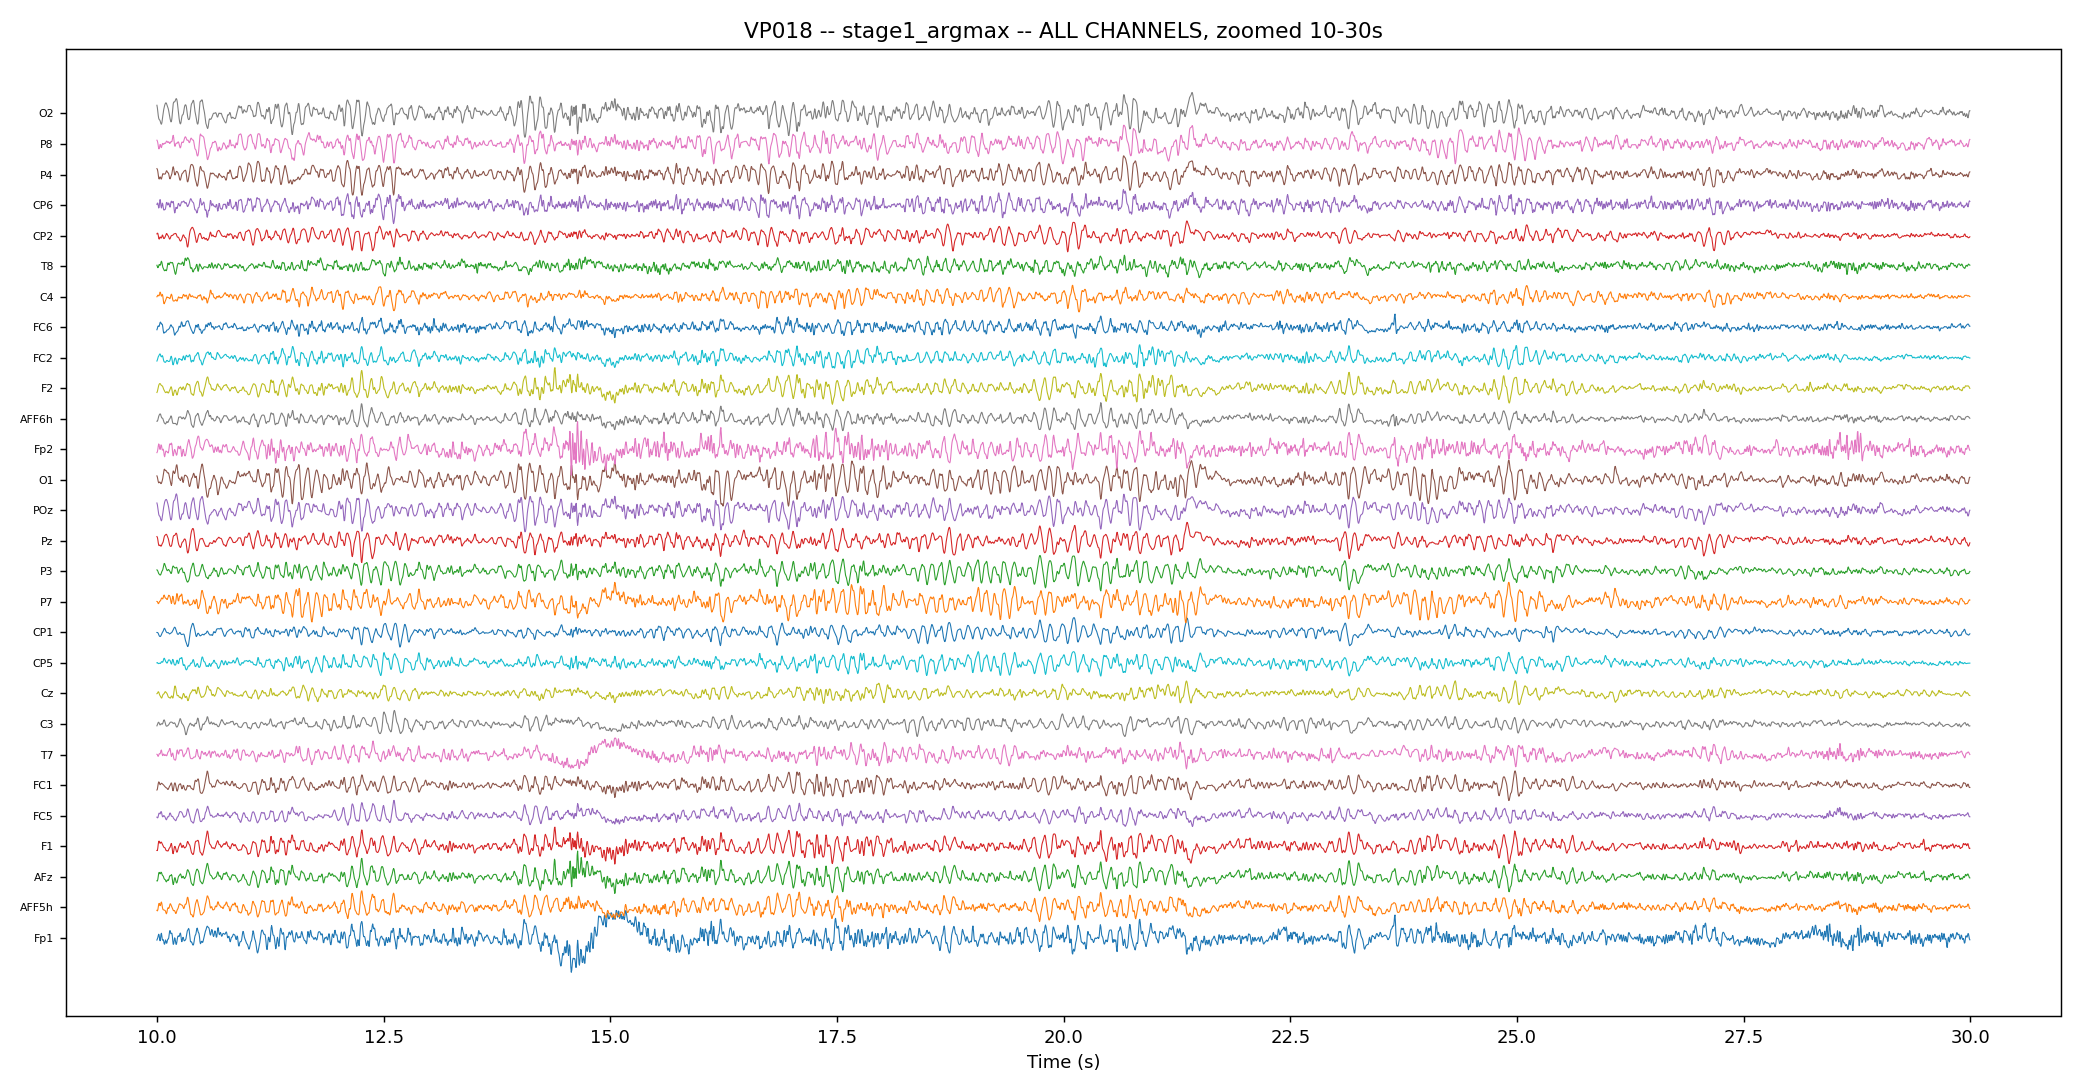 VP018 -- stage1_argmax -- ALL CHANNELS, zoomed 10-30s
O2
P8
P4
CP6
CP2
T8
C4
FC6
FC2
F2
AFF6h
Fp2
O1
POz
Pz
P3
P7
CP1
CP5
Cz
C3
T7
FC1
FC5
F1
AFz
AFF5h
Fp1
10.0 12.5 15.0 17.5 20.0 22.5 25.0 27.5 30.0
Time (s)